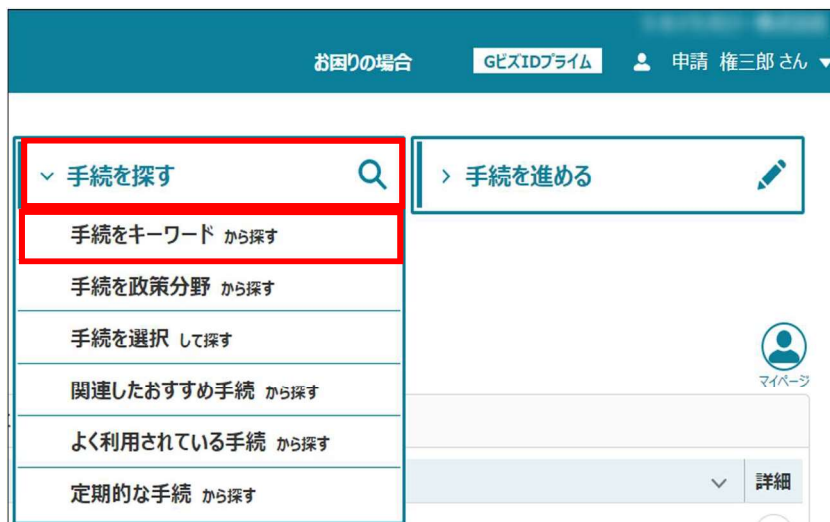 お困りの場合
GビズIDプライム
申請 権三郎 さん ▼
手続を探す
手続を進める
手続をキーワード から探す
手続を政策分野 から探す
手続を選択 して探す
関連したおすすめ手続 から探す
よく利用されている手続 から探す
定期的な手続 から探す
マイページ
詳細